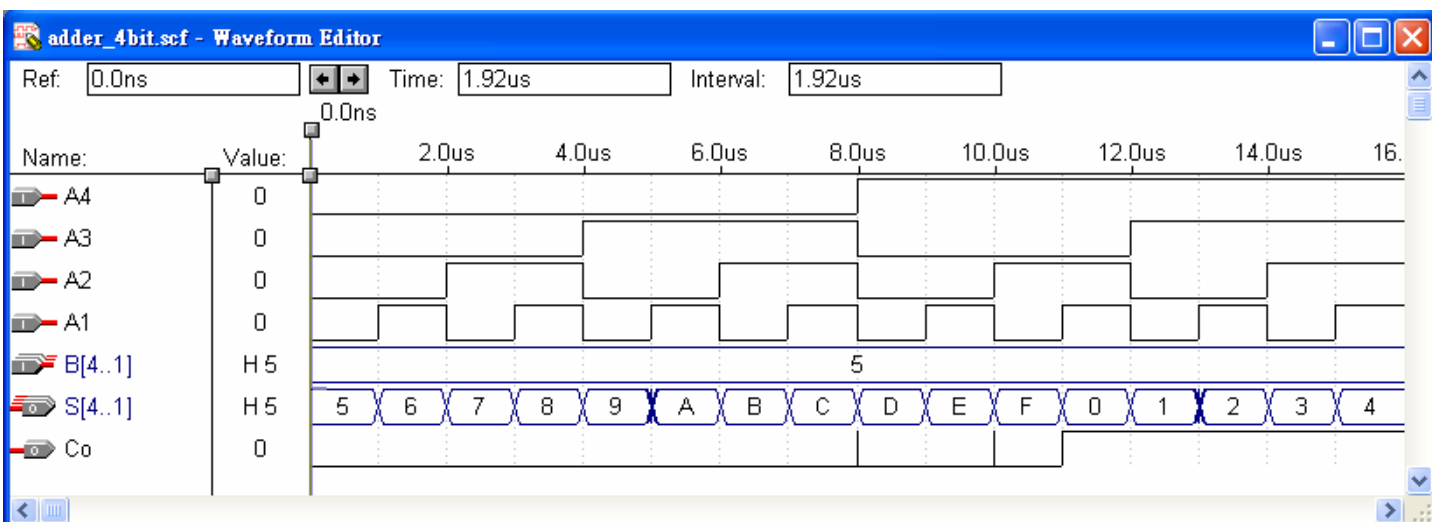 adder_4bit.scf - Waveform Editor
Ref: 0.0ns Time: 1.92us Interval: 1.92us
0.0ns
Name: Value: 2.0us 4.0us 6.0us 8.0us 10.0us 12.0us 14.0us 16.
A4 0
A3 0
A2 0
A1 0
B[4..1] H 5 5
S[4..1] H 5 5 6 7 8 9 A B C D E F 0 1 2 3 4
Co 0